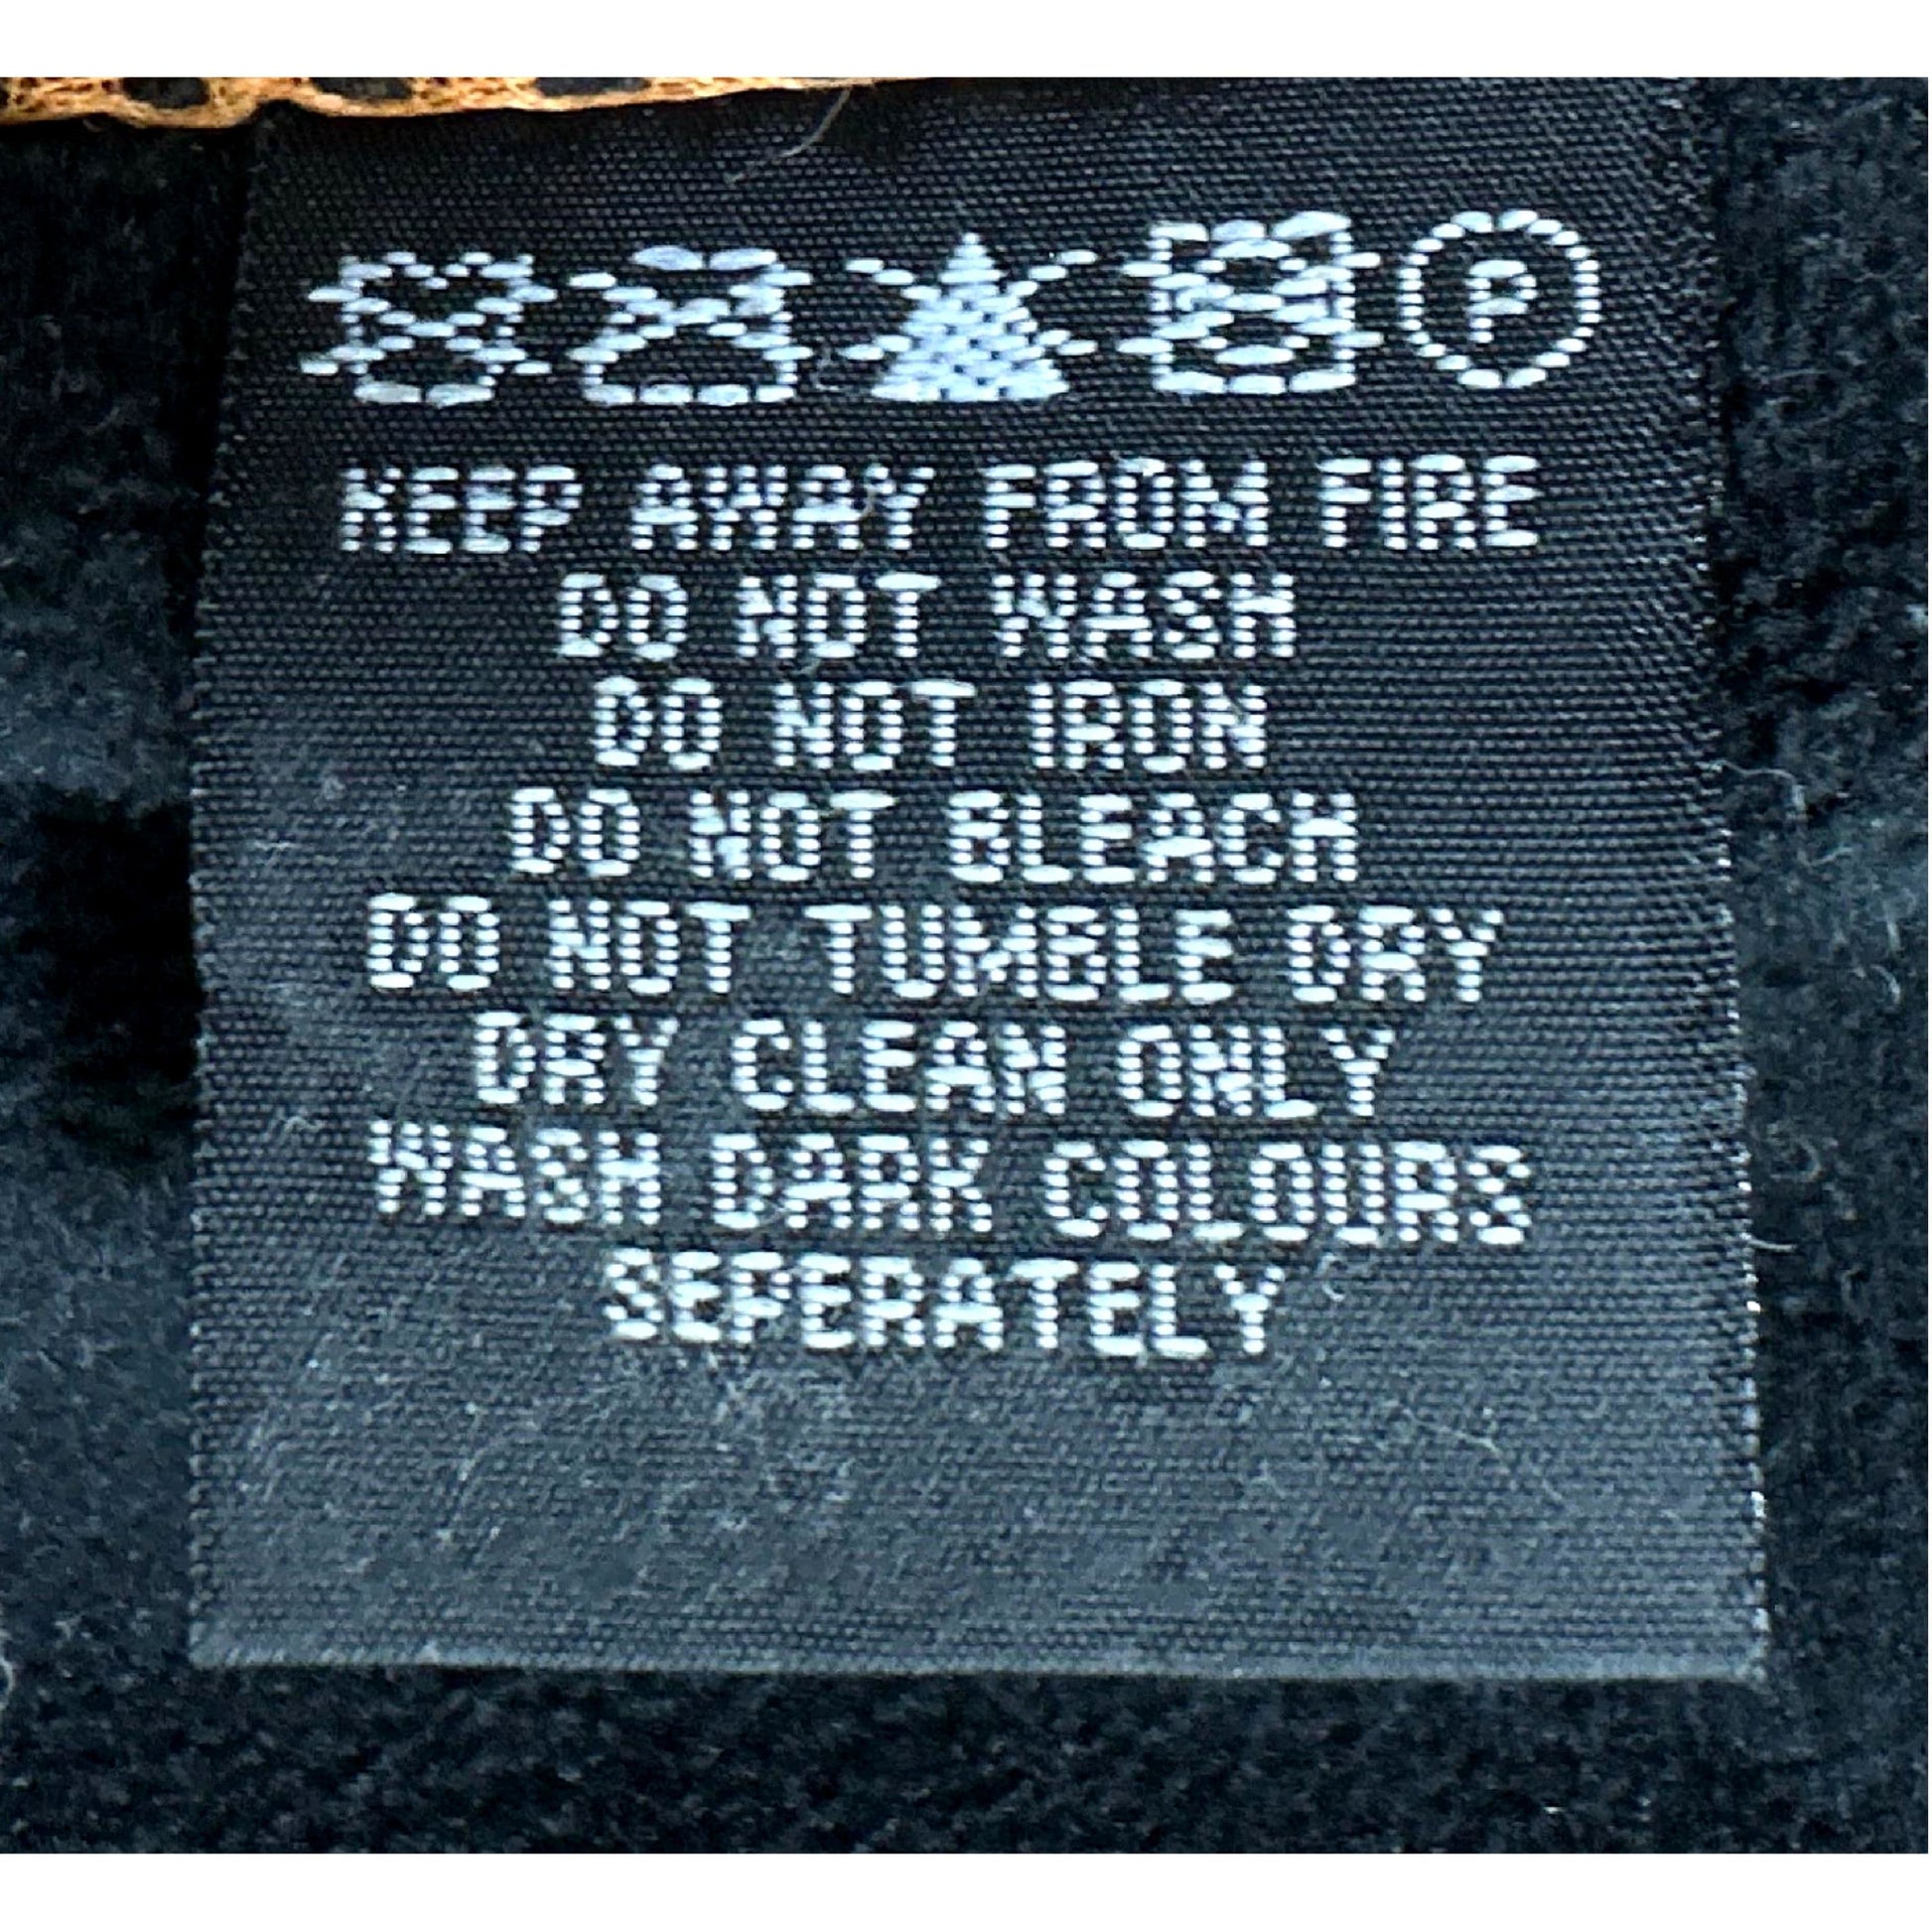 P
KEEP AWAY FROM FIRE
DO NOT WASH
DO NOT IRON
DO NOT BLEACH
DO NOT TUMBLE DRY
DRY CLEAN ONLY
WASH DARK COLOURS
SEPERATELY